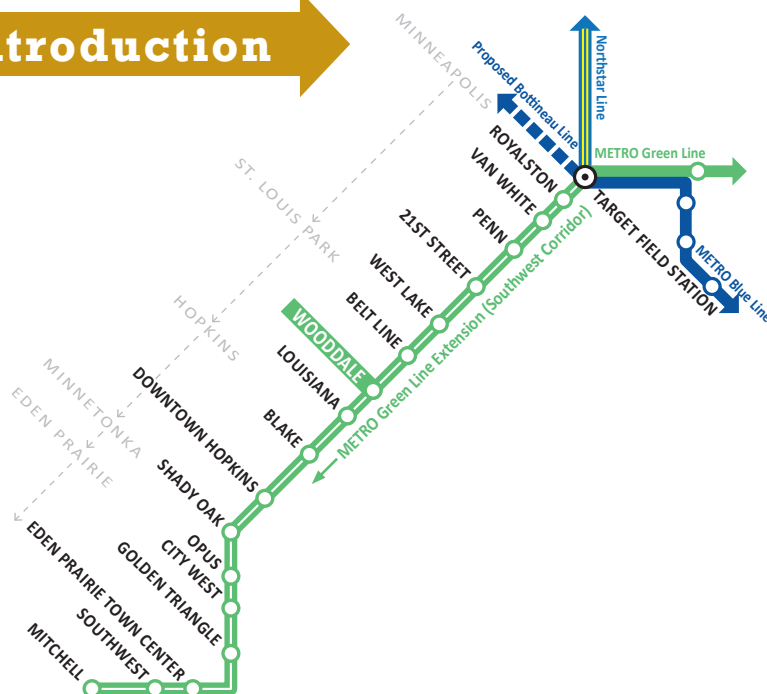 troduction
MINNEAPOLIS
ST. LOUIS PARK
HOPKINS
MINNETONKA
EDEN PRAIRIE
Northstar Line
Proposed Bottineau Line
METRO Green Line
METRO Blue Line
TARGET FIELD STATION
ROYALSTON
VAN WHITE
PENN
21ST STREET
WEST LAKE
BELT LINE
WOODDALE
LOUISIANA
BLAKE
DOWNTOWN HOPKINS
SHADY OAK
OPUS
CITY WEST
GOLDEN TRIANGLE
EDEN PRAIRIE TOWN CENTER
SOUTHWEST
MITCHELL
METRO Green Line Extension (Southwest Corridor)